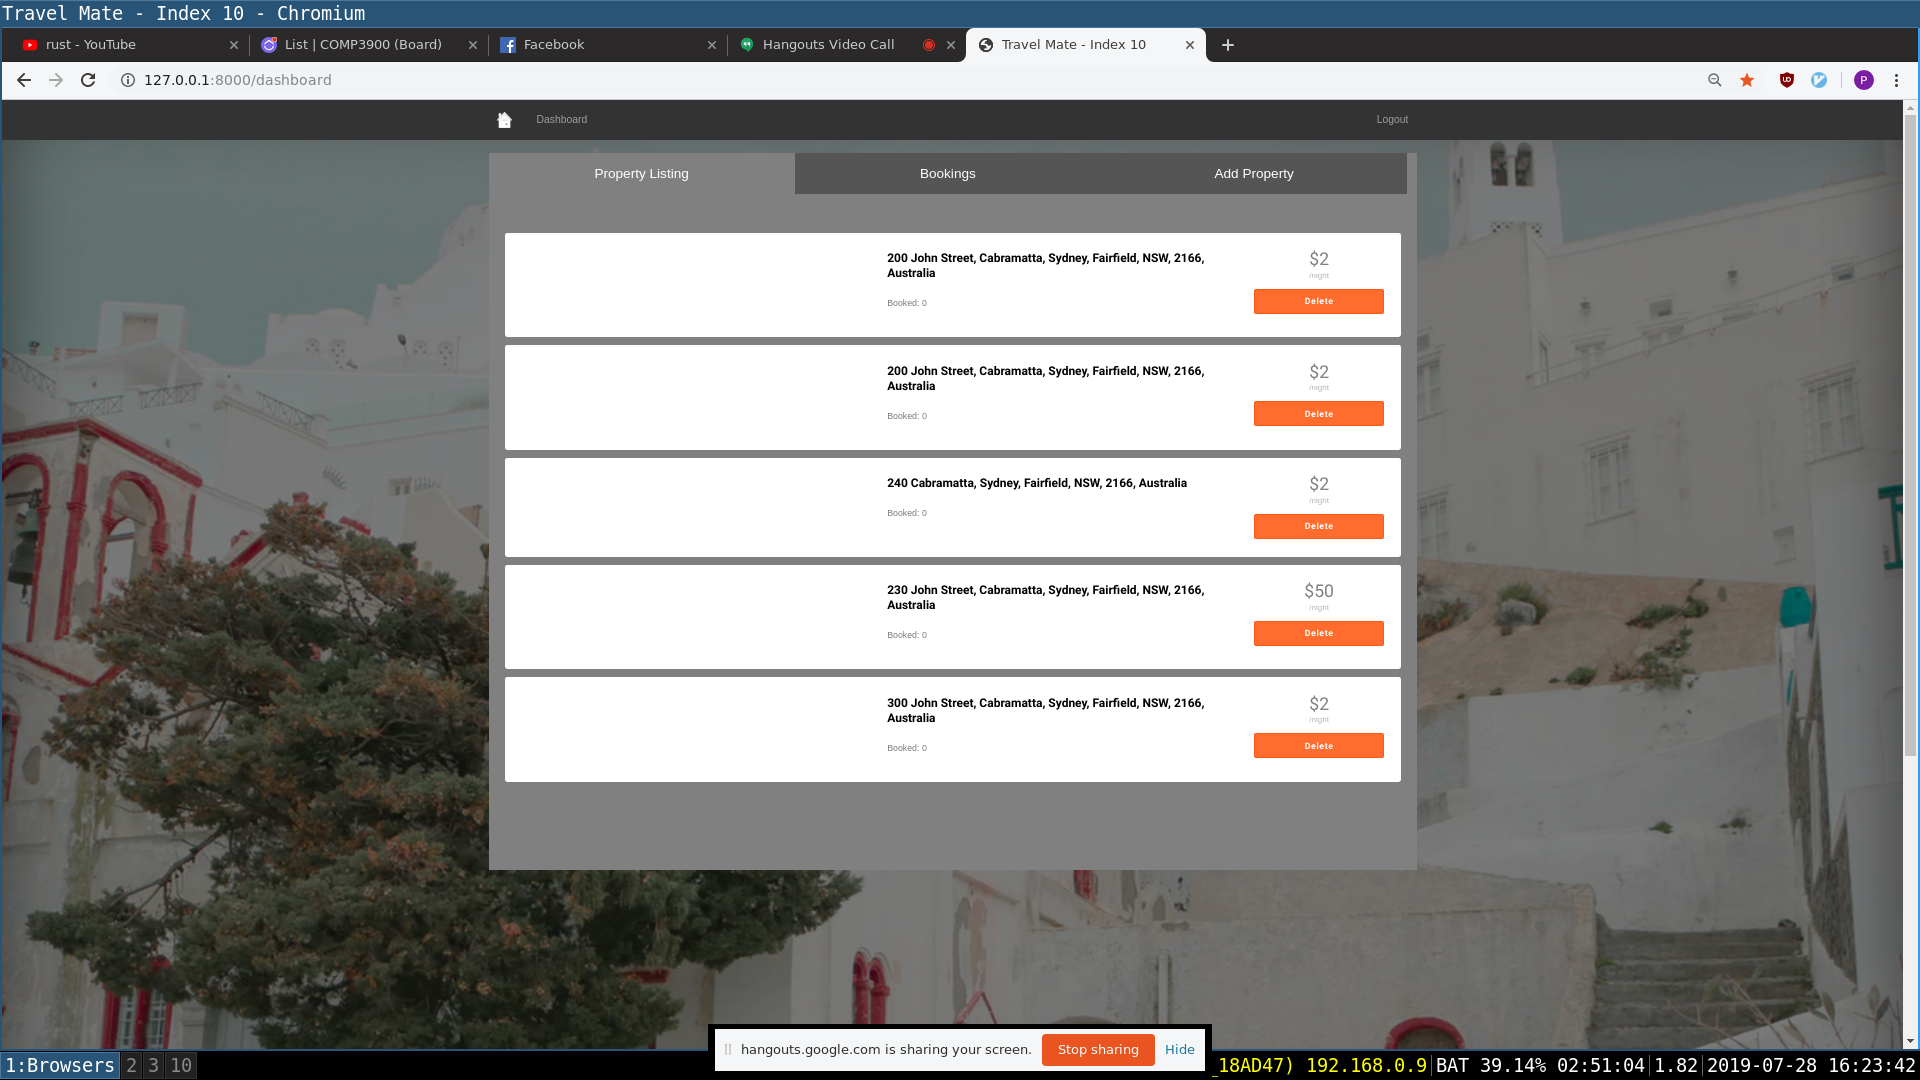 Travel Mate - Index 10 - Chromium
rust - YouTube
List | COMP3900 (Board)
Facebook
Hangouts Video Call
Travel Mate - Index 10
127.0.0.1:8000/dashboard
P
Dashboard
Logout
Property Listing
Bookings
Add Property
200 John Street, Cabramatta, Sydney, Fairfield, NSW, 2166,
Australia
Booked: 0
$2
/night
Delete
200 John Street, Cabramatta, Sydney, Fairfield, NSW, 2166,
Australia
Booked: 0
$2
/night
Delete
240 Cabramatta, Sydney, Fairfield, NSW, 2166, Australia
Booked: 0
$2
/night
Delete
230 John Street, Cabramatta, Sydney, Fairfield, NSW, 2166,
Australia
Booked: 0
$50
/night
Delete
300 John Street, Cabramatta, Sydney, Fairfield, NSW, 2166,
Australia
Booked: 0
$2
/night
Delete
hangouts.google.com is sharing your screen.
Stop sharing
Hide
1:Browsers 2 3 10
_18AD47) 192.168.0.9 BAT 39.14% 02:51:04 1.82 2019-07-28 16:23:42